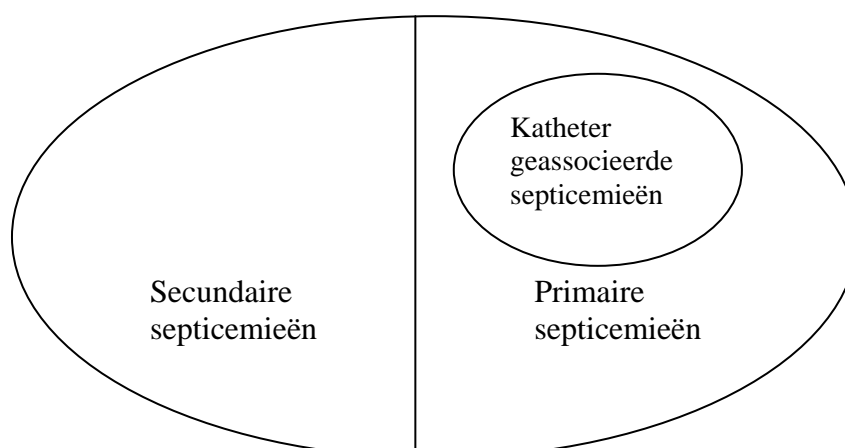 Katheter
geassocieerde
septicemieën
Secundaire
septicemieën
Primaire
septicemieën